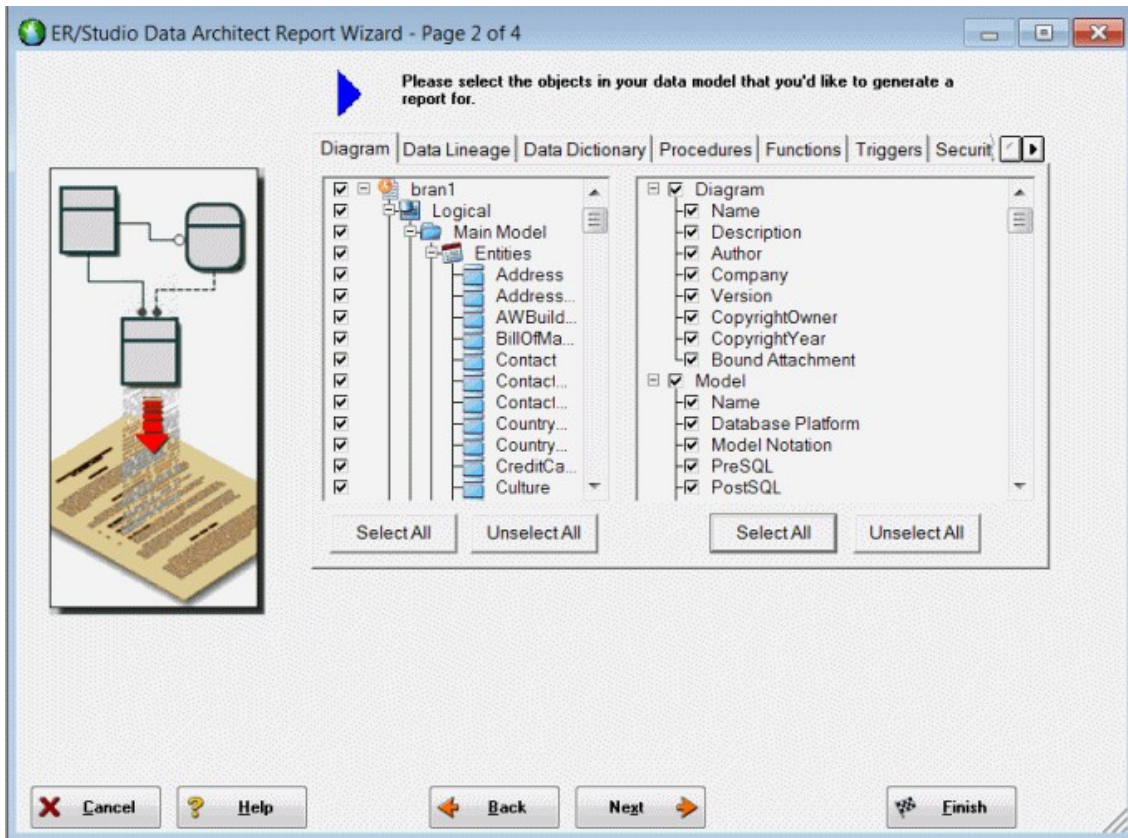 ER/Studio Data Architect Report Wizard - Page 2 of 4
Please select the objects in your data model that you'd like to generate a
report for.
Diagram Data Lineage Data Dictionary Procedures Functions Triggers Securit
bran1
Logical
Main Model
Entities
Address
Address...
AWBuild...
BillOfMa...
Contact
Contact...
Contact...
Country...
Country...
CreditCa...
Culture
Select All Unselect All
Diagram
Name
Description
Author
Company
Version
CopyrightOwner
CopyrightYear
Bound Attachment
Model
Name
Database Platform
Model Notation
PreSQL
PostSQL
Select All Unselect All
Cancel Help Back Next Finish